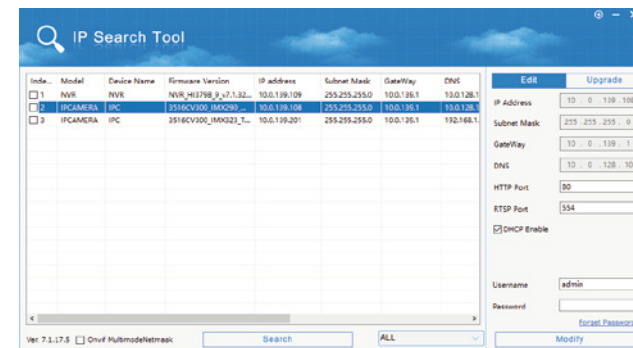 IP Search Tool
Inde... Model Device Name Firmware Version IP address Subnet Mask GateWay DNS
1 NVR NVR NVR_HI3798_9_v7.1.32... 10.0.139.109 255.255.255.0 10.0.139.1 10.0.128.1
2 IPCAMERA IPC 3516CV300_IMX290_... 10.0.139.108 255.255.255.0 10.0.139.1 10.0.128.1
3 IPCAMERA IPC 3516CV300_IMX323_T... 10.0.139.201 255.255.255.0 10.0.139.1 192.168.1.
Edit Upgrade
IP Address 10 . 0 . 139 . 108
Subnet Mask 255 . 255 . 255 . 0
GateWay 10 . 0 . 139 . 1
DNS 10 . 0 . 128 . 10
HTTP Port 80
RTSP Port 554
DHCP Enable
Username admin
Password
Forget Password
Ver. 7.1.17.5 Onvif MultimodeNetmask Search ALL Modify